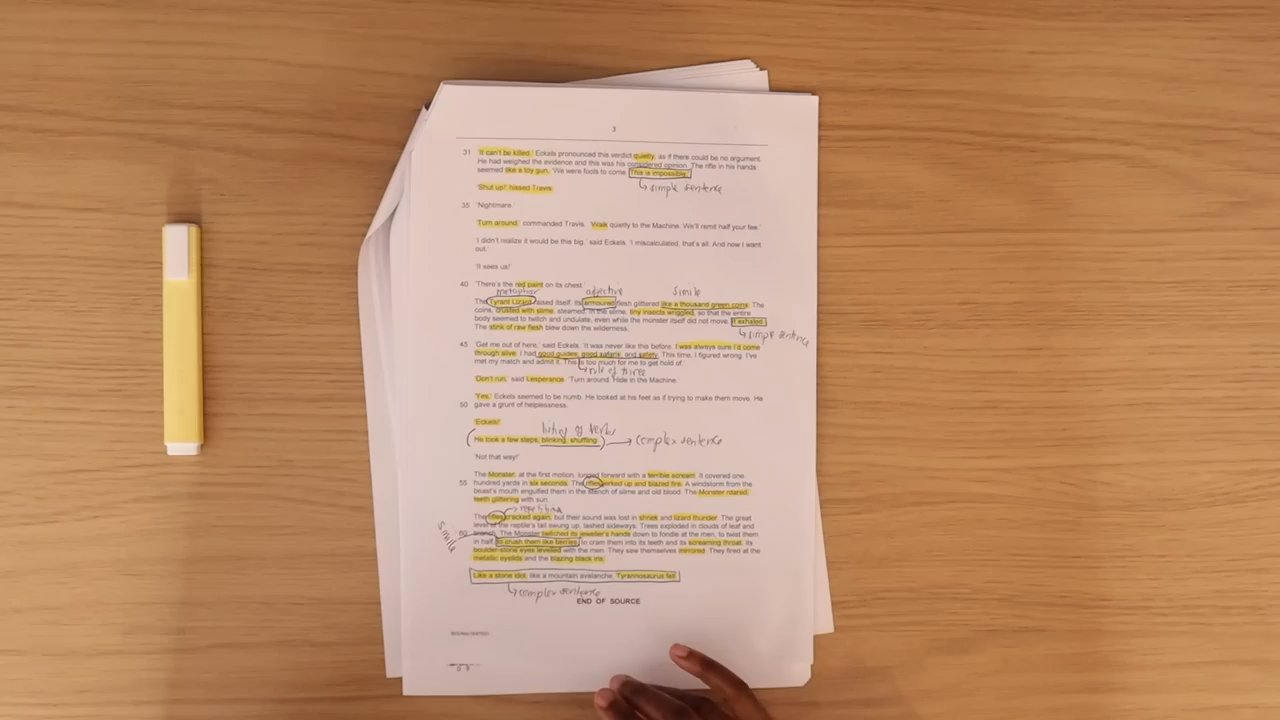 3
31 'It can't be killed.' Eckels pronounced this verdict quietly, as if there could be no argument.
He had weighed the evidence and this was his considered opinion. The rifle in his hands
seemed like a toy gun. 'We were fools to come. This is impossible.'
↳ simple sentence
'Shut up!' hissed Travis.
35 'Nightmare.'
'Turn around,' commanded Travis. 'Walk quietly to the Machine. We'll remit half your fee.'
'I didn't realize it would be this big,' said Eckels. 'I miscalculated, that's all. And now I want
out.'
'It sees us!'
40 'There's the red paint on its chest.'
metaphor adjective simile
The Tyrant Lizard raised itself. Its armoured flesh glittered like a thousand green coins. The
coins, crusted with slime, steamed. In the slime, tiny insects wriggled, so that the entire
body seemed to twitch and undulate, even while the monster itself did not move. It exhaled.
The stink of raw flesh blew down the wilderness.
↳ simple sentence
45 'Get me out of here,' said Eckels. 'It was never like this before. I was always sure I'd come
through alive. I had good guides, good safaris, and safety. This time, I figured wrong. I've
met my match and admit it. This is too much for me to get hold of.'
↳ rule of three
'Don't run,' said Lesperance. 'Turn around. Hide in the Machine.'
'Yes.' Eckels seemed to be numb. He looked at his feet as if trying to make them move. He
50 gave a grunt of helplessness.
'Eckels!'
listing of verbs
He took a few steps, blinking, shuffling. → complex sentence
'Not that way!'
The Monster, at the first motion, lunged forward with a terrible scream. It covered one
55 hundred yards in six seconds. The rifles jerked up and blazed fire. A windstorm from the
beast's mouth engulfed them in the stench of slime and old blood. The Monster roared,
teeth glittering with sun.
The rifles cracked again, but their sound was lost in shriek and lizard thunder. The great
level of the reptile's tail swung up, lashed sideways. Trees exploded in clouds of leaf and
60 branch. The Monster twitched its jeweller's hands down to fondle at the men, to twist them
simile
in half, to crush them like berries, to cram them into its teeth and its screaming throat. Its
boulder-stone eyes levelled with the men. They saw themselves mirrored. They fired at the
metallic eyelids and the blazing black iris.
Like a stone idol, like a mountain avalanche, Tyrannosaurus fell.
↳ complex sentence
END OF SOURCE